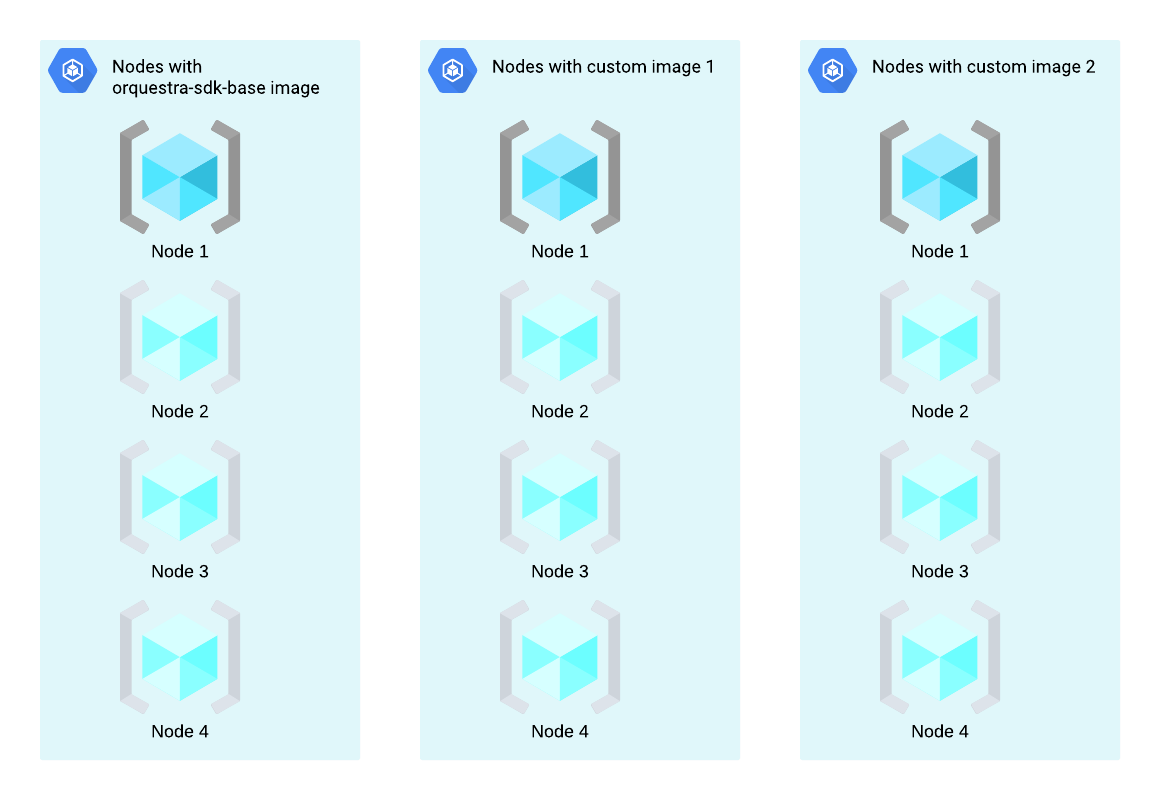 Nodes with
orquestra-sdk-base image
Node 1
Node 2
Node 3
Node 4
Nodes with custom image 1
Node 1
Node 2
Node 3
Node 4
Nodes with custom image 2
Node 1
Node 2
Node 3
Node 4